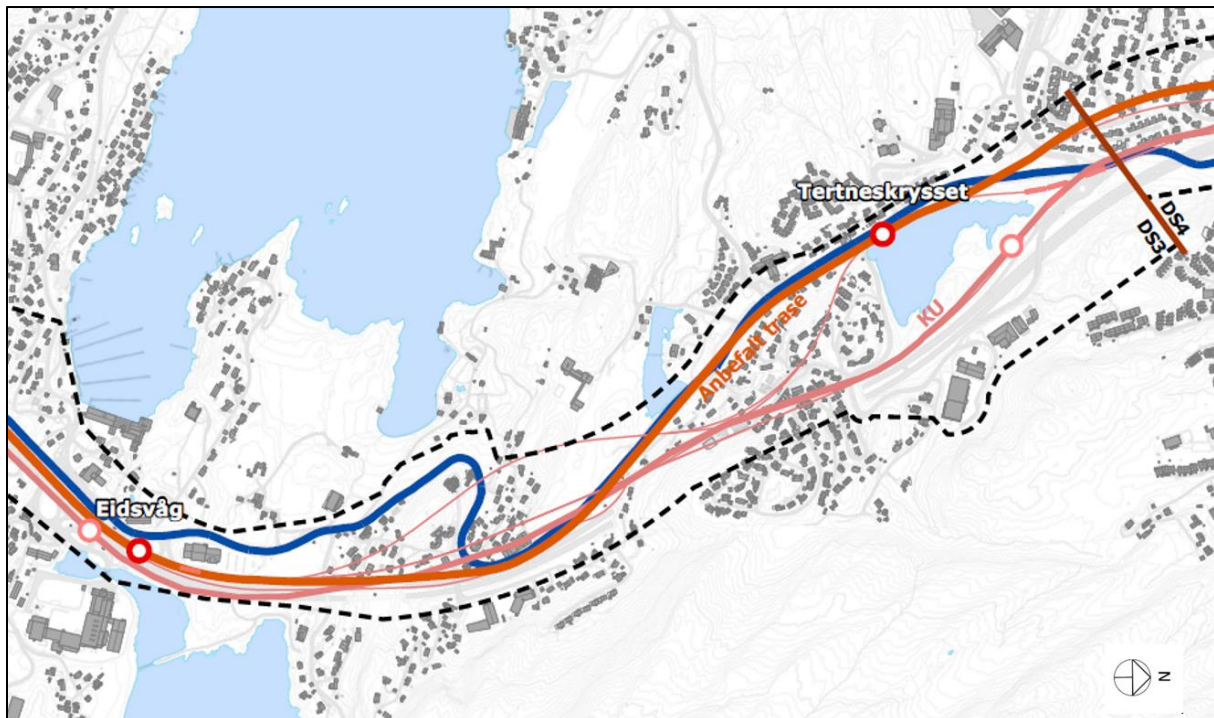 Tertneskrysset
DS4
DS3
KU
Anbefalt trase
Eidsvåg
N